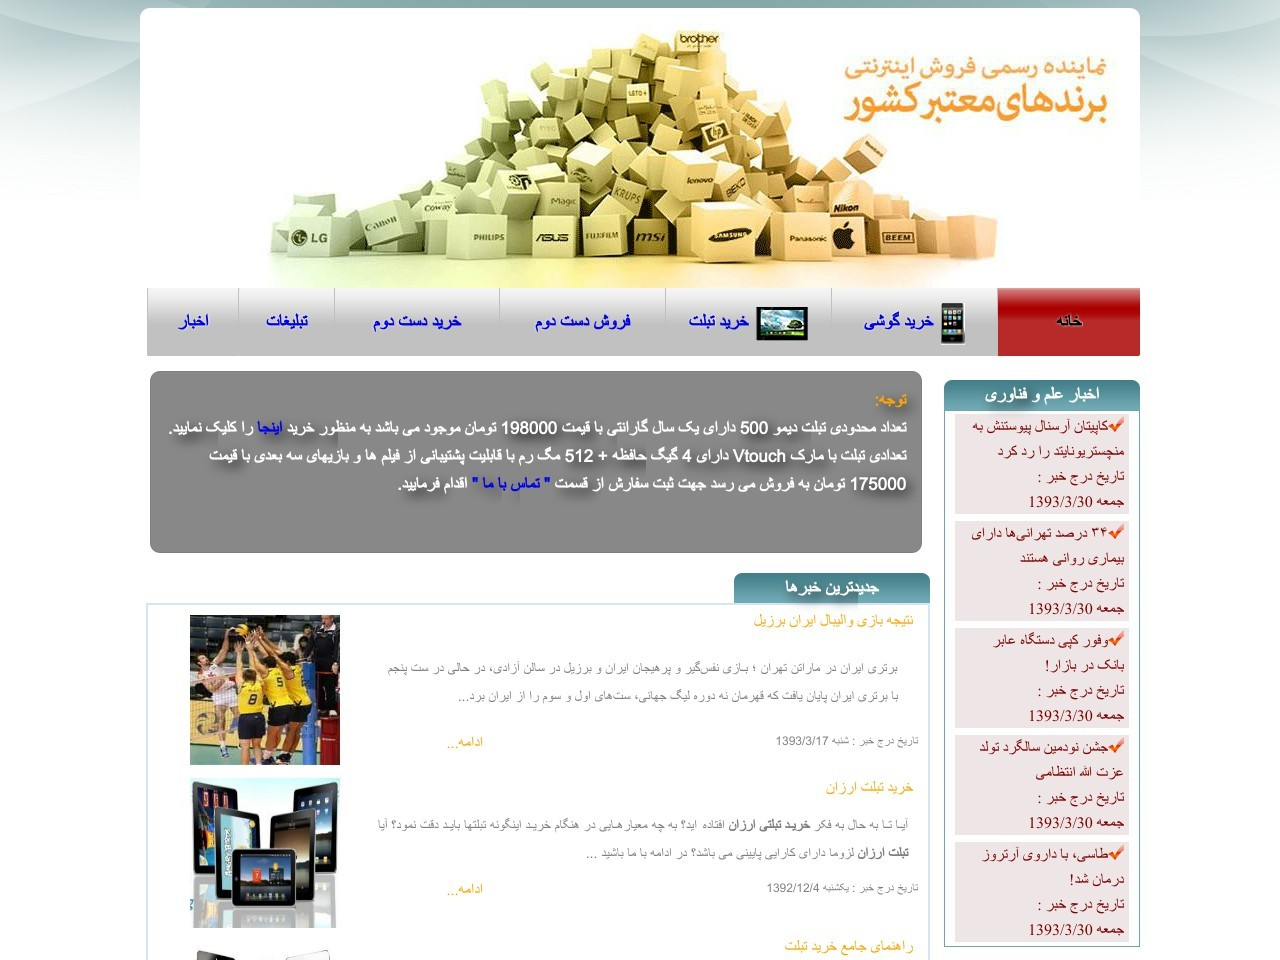 نماینده رسمی فروش اینترنتی
برندهای معتبر کشور
brother
LG
Canon
Coway
PHILIPS
ASUS
Magic
FUJIFILM
KRUPS
msi
lenovo
hp
BEKO
SAMSUNG
Panasonic
Nikon
BEEM
خانه
خرید گوشی
خرید تبلت
فروش دست دوم
خرید دست دوم
تبلیغات
اخبار
توجه:
تعداد محدودی تبلت دیمو 500 دارای یک سال گارانتی با قیمت 198000 تومان موجود می باشد به منظور خرید اینجا را کلیک نمایید.
تعدادی تبلت با مارک Vtouch دارای 4 گیگ حافظه + 512 مگ رم با قابلیت پشتیبانی از فیلم ها و بازیهای سه بعدی با قیمت
175000 تومان به فروش می رسد جهت ثبت سفارش از قسمت " تماس با ما " اقدام فرمایید.
اخبار علم و فناوری
کاپیتان آرسنال پیوستنش به
منچستریونایتد را رد کرد
تاریخ درج خبر :
جمعه 1393/3/30
۳۴ درصد تهرانی‌ها دارای
بیماری روانی هستند
تاریخ درج خبر :
جمعه 1393/3/30
وفور کپی دستگاه عابر
بانک در بازار!
تاریخ درج خبر :
جمعه 1393/3/30
جشن نودمین سالگرد تولد
عزت الله انتظامی
تاریخ درج خبر :
جمعه 1393/3/30
طاسی، با داروی آرتروز
درمان شد!
تاریخ درج خبر :
جمعه 1393/3/30
جدیدترین خبرها
نتیجه بازی والیبال ایران برزیل
برتری ایران در ماراتن تهران ؛ بازی نفس‌گیر و پرهیجان ایران و برزیل در سالن آزادی، در حالی در ست پنجم
با برتری ایران پایان یافت که قهرمان نه دوره لیگ جهانی، ست‌های اول و سوم را از ایران برد...
تاریخ درج خبر : شنبه 1393/3/17
ادامه...
خرید تبلت ارزان
آیا تا به حال به فکر خرید تبلتی ارزان افتاده اید؟ به چه معیارهایی در هنگام خرید اینگونه تبلتها باید دقت نمود؟ آیا
تبلت ارزان لزوما دارای کارایی پایینی می باشد؟ در ادامه با ما باشید ...
تاریخ درج خبر : یکشنبه 1392/12/4
ادامه...
راهنمای جامع خرید تبلت